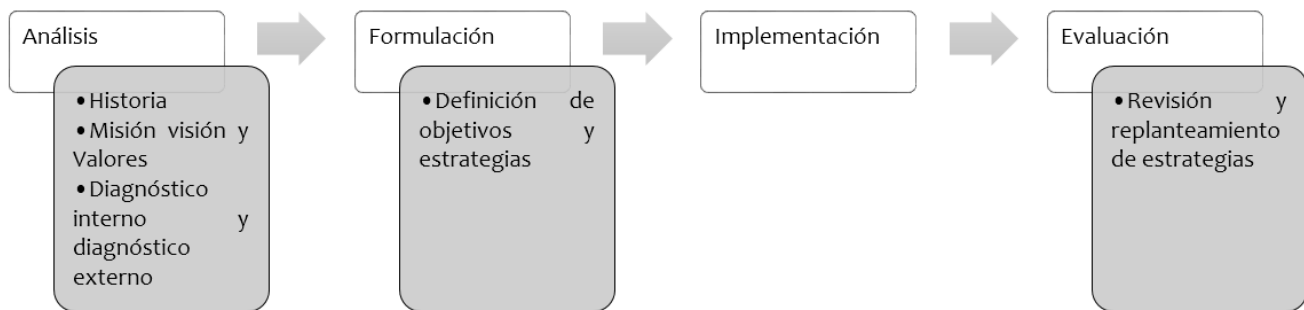 Análisis
• Historia
• Misión visión y
Valores
• Diagnóstico
interno y
diagnóstico
externo
Formulación
• Definición de
objetivos y
estrategias
Implementación
Evaluación
• Revisión y
replanteamiento
de estrategias